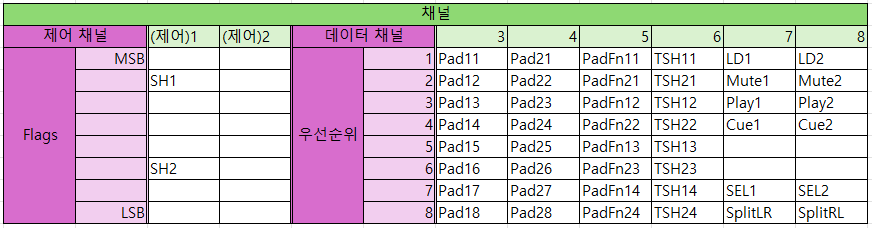 채널
제어 채널 (제어)1 (제어)2 데이터 채널 3 4 5 6 7 8
Flags MSB 우선순위 1 Pad11 Pad21 PadFn11 TSH11 LD1 LD2
SH1 2 Pad12 Pad22 PadFn21 TSH21 Mute1 Mute2
3 Pad13 Pad23 PadFn12 TSH12 Play1 Play2
4 Pad14 Pad24 PadFn22 TSH22 Cue1 Cue2
5 Pad15 Pad25 PadFn13 TSH13
SH2 6 Pad16 Pad26 PadFn23 TSH23
7 Pad17 Pad27 PadFn14 TSH14 SEL1 SEL2
LSB 8 Pad18 Pad28 PadFn24 TSH24 SplitLR SplitRL